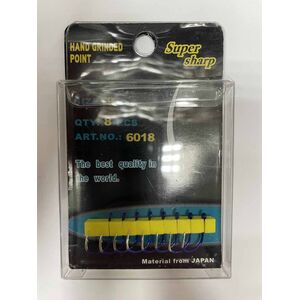 HAND GRINDED
POINT
Super
sharp
QTY: 8 PCS
ART.NO.: 6018
The best quality in
the world.
Material from JAPAN